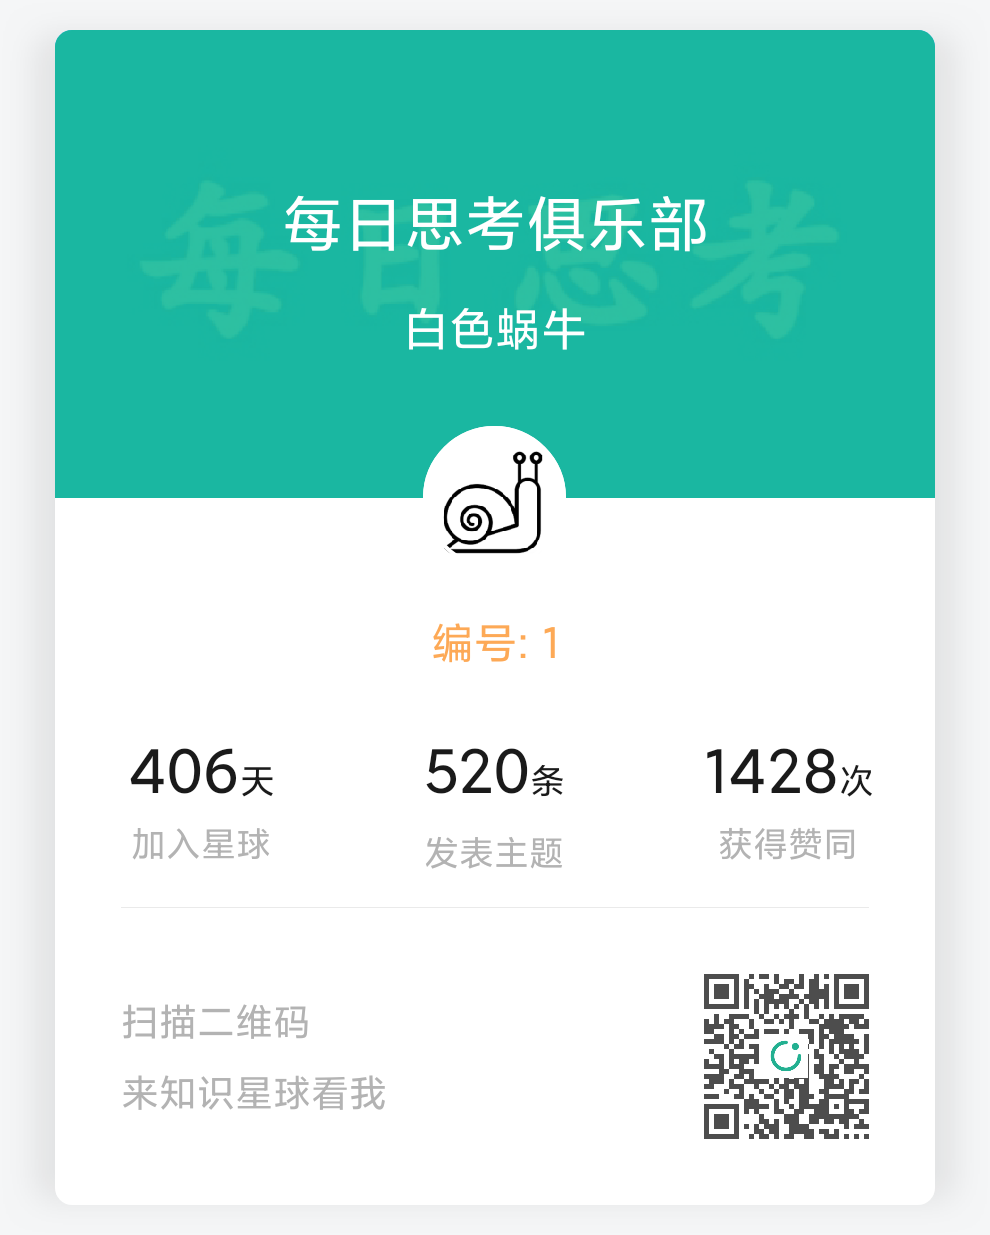 每日思考
每日思考俱乐部
白色蜗牛
编号: 1
406天 520条 1428次
加入星球 发表主题 获得赞同
扫描二维码
来知识星球看我